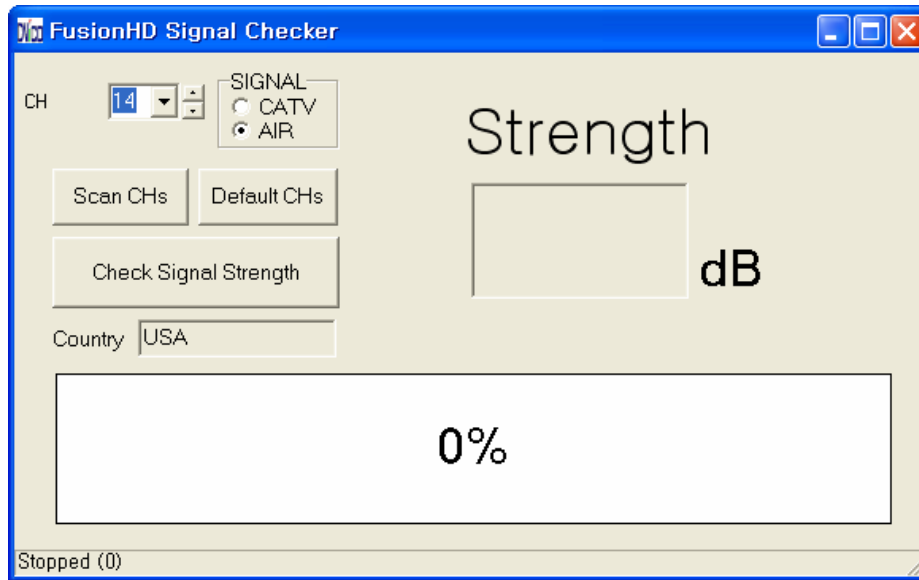 FusionHD Signal Checker
CH
14
SIGNAL
CATV
AIR
Scan CHs
Default CHs
Check Signal Strength
Country
USA
Strength
dB
0%
Stopped (0)